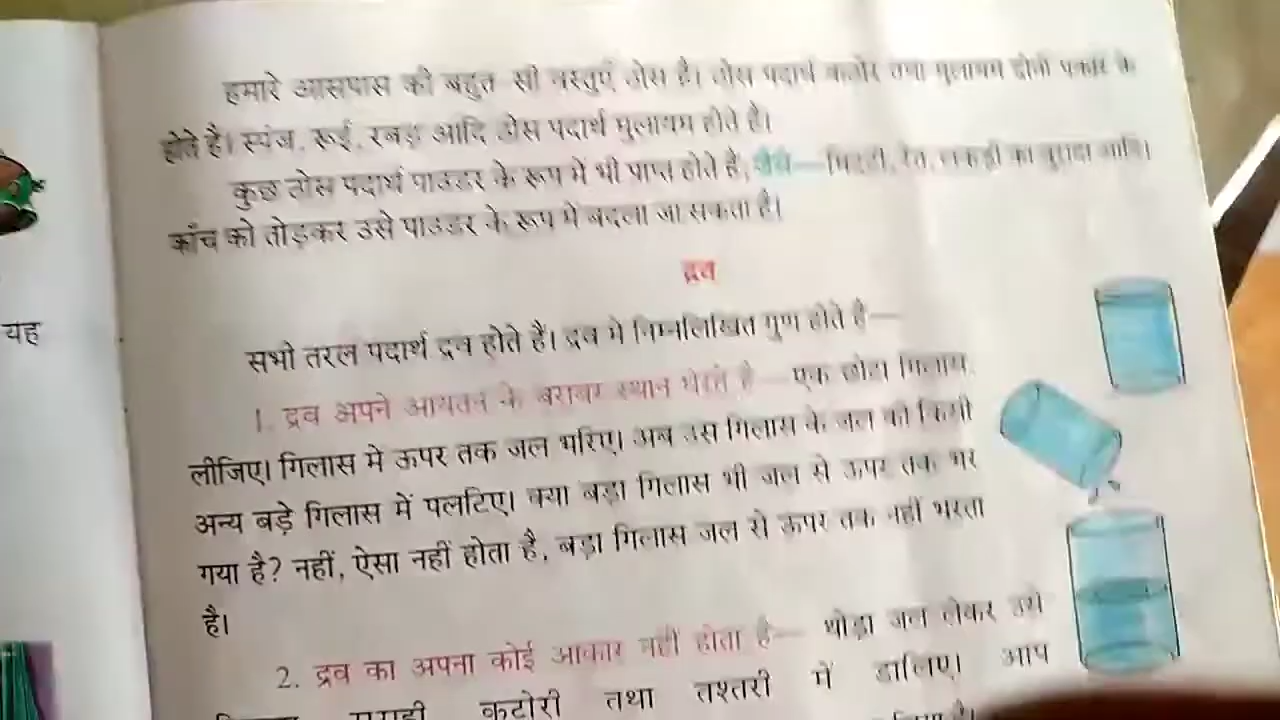 हमारे आसपास की बहुत सी वस्तुएँ ठोस हैं। ठोस पदार्थ कठोर तथा मुलायम दोनों प्रकार के
होते हैं। स्पंज, रूई, रबड़ आदि ठोस पदार्थ मुलायम होते हैं।
कुछ ठोस पदार्थ पाउडर के रूप में भी प्राप्त होते हैं, जैसे—मिट्टी, रेत, लकड़ी का बुरादा आदि।
काँच को तोड़कर उसे पाउडर के रूप में बदला जा सकता है।
द्रव
यह
सभी तरल पदार्थ द्रव होते हैं। द्रव में निम्नलिखित गुण होते हैं—
1. द्रव अपने आयतन के बराबर स्थान घेरते हैं— एक छोटा गिलास
लीजिए। गिलास में ऊपर तक जल भरिए। अब उस गिलास के जल को किसी
अन्य बड़े गिलास में पलटिए। क्या बड़ा गिलास भी जल से ऊपर तक भर
गया है? नहीं, ऐसा नहीं होता है, बड़ा गिलास जल से ऊपर तक नहीं भरता
है।
2. द्रव का अपना कोई आकार नहीं होता है— थोड़ा जल लेकर उसे
कटोरी तथा तश्तरी में डालिए। आप